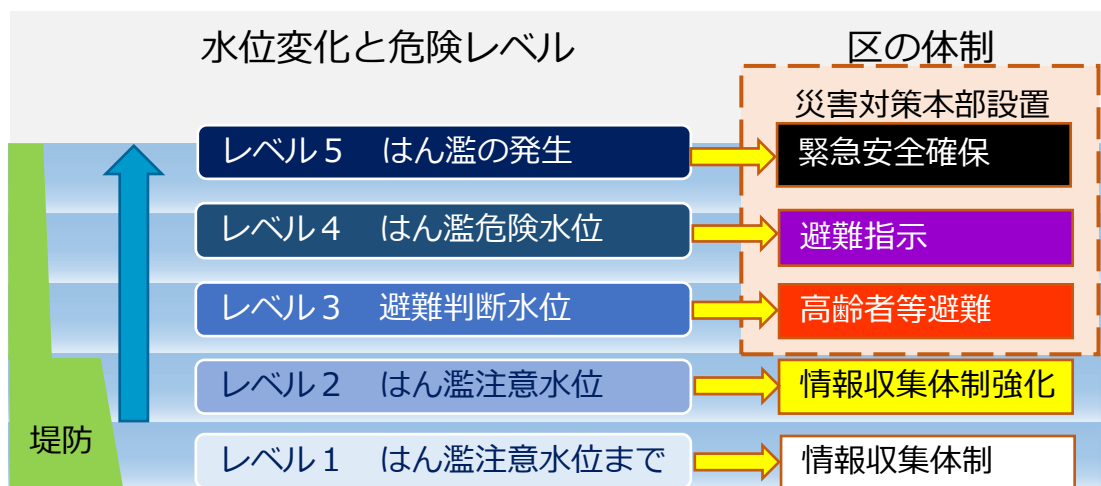 水位変化と危険レベル
区の体制
災害対策本部設置
レベル５　はん濫の発生
緊急安全確保
レベル４　はん濫危険水位
避難指示
レベル３　避難判断水位
高齢者等避難
レベル２　はん濫注意水位
情報収集体制強化
堤防
レベル１　はん濫注意水位まで
情報収集体制